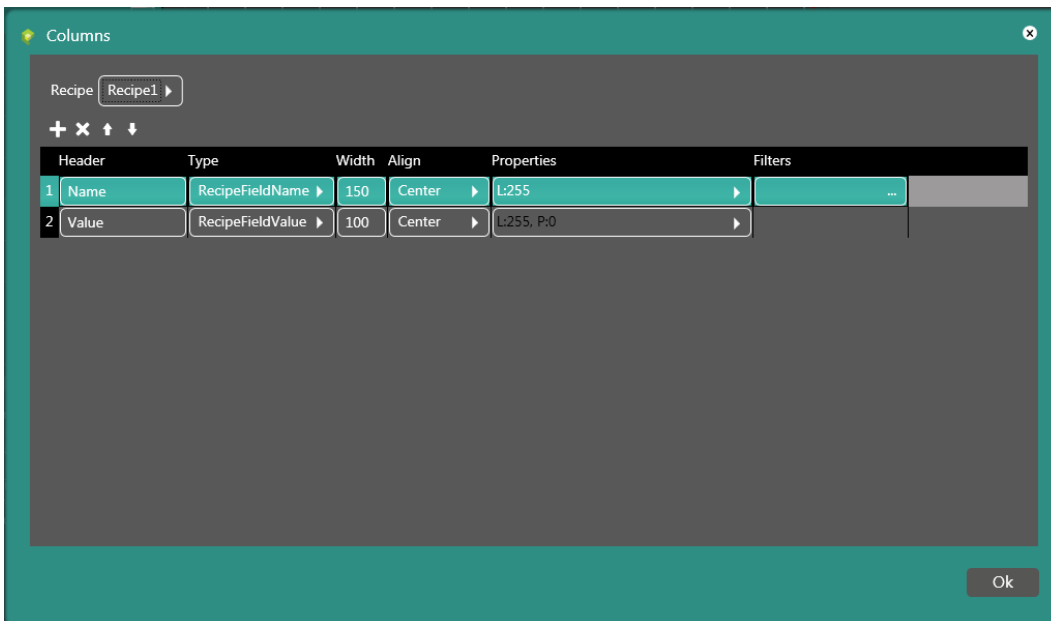 Columns
Recipe Recipe1
Header Type Width Align Properties Filters
1 Name RecipeFieldName 150 Center L:255 ...
2 Value RecipeFieldValue 100 Center L:255, P:0
Ok